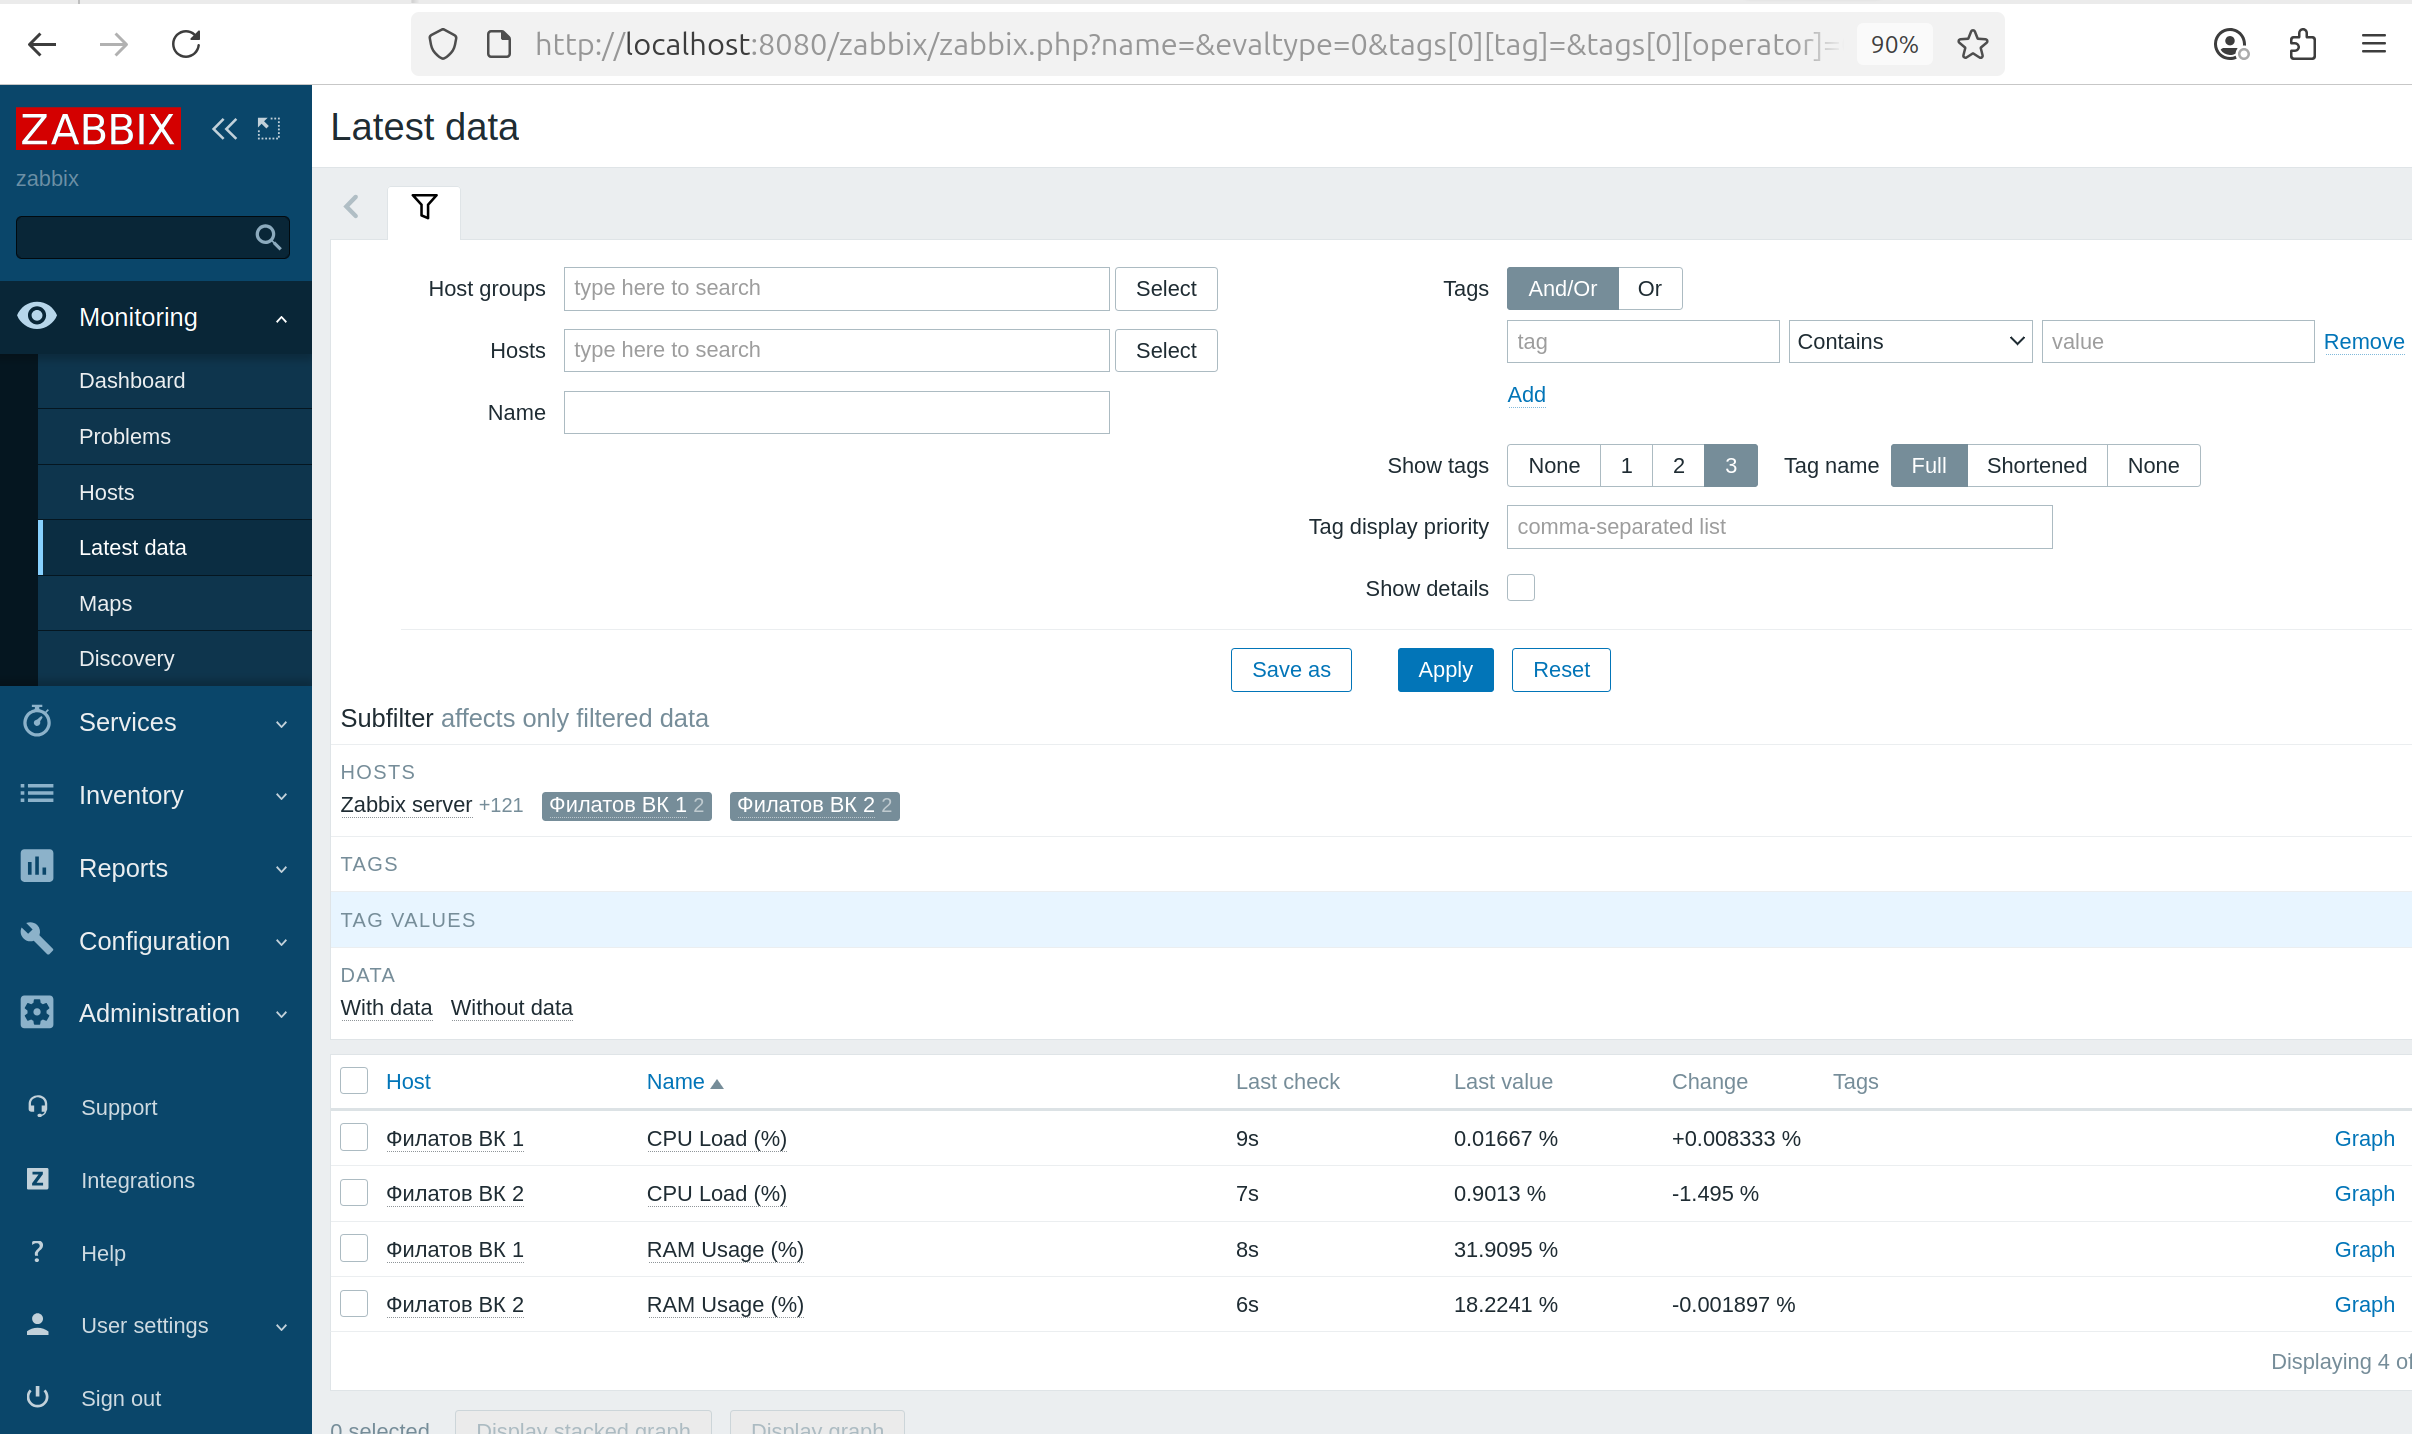 http://localhost:8080/zabbix/zabbix.php?name=&evaltype=0&tags[0][tag]=&tags[0][operator]=
90%
ZABBIX
zabbix
Monitoring
Dashboard
Problems
Hosts
Latest data
Maps
Discovery
Services
Inventory
Reports
Configuration
Administration
Support
Integrations
Help
User settings
Sign out
Latest data
Host groups type here to search Select
Hosts type here to search Select
Name
Tags And/Or Or
tag Contains value Remove
Add
Show tags None 1 2 3 Tag name Full Shortened None
Tag display priority comma-separated list
Show details
Save as Apply Reset
Subfilter affects only filtered data
HOSTS
Zabbix server +121 Филатов ВК 1 2 Филатов ВК 2 2
TAGS
TAG VALUES
DATA
With data Without data
Host Name Last check Last value Change Tags
Филатов ВК 1 CPU Load (%) 9s 0.01667 % +0.008333 % Graph
Филатов ВК 2 CPU Load (%) 7s 0.9013 % -1.495 % Graph
Филатов ВК 1 RAM Usage (%) 8s 31.9095 % Graph
Филатов ВК 2 RAM Usage (%) 6s 18.2241 % -0.001897 % Graph
Displaying 4 of
0 selected Display stacked graph Display graph